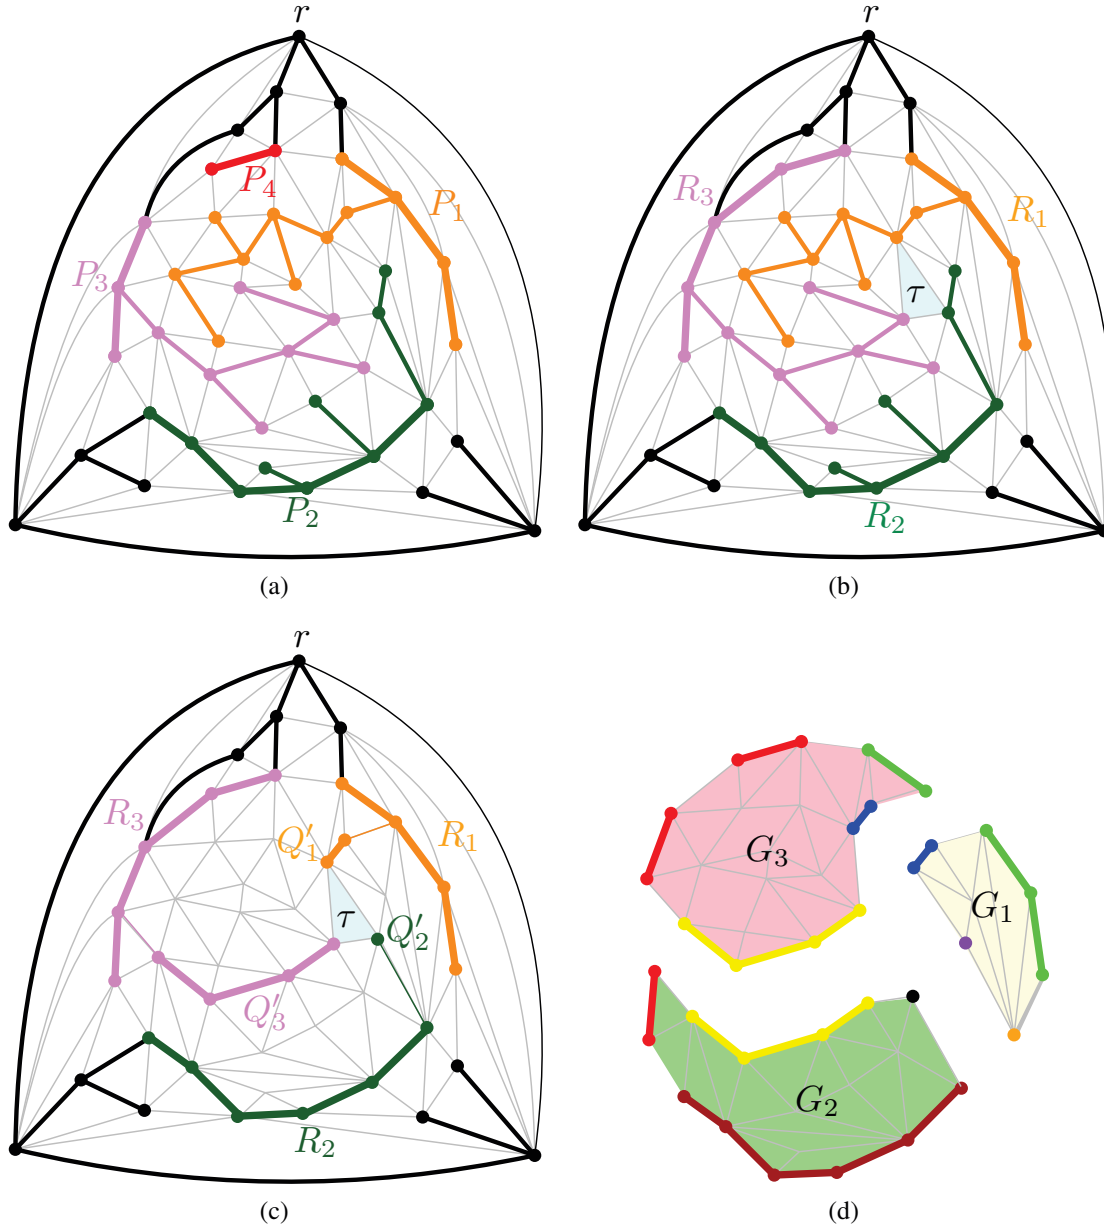 r
r
P₄
P₁
P₃
P₂
R₃
R₁
τ
R₂
(a)
(b)
r
R₃
Q′₁
R₁
τ
Q′₂
Q′₃
R₂
G₃
G₁
G₂
(c)
(d)